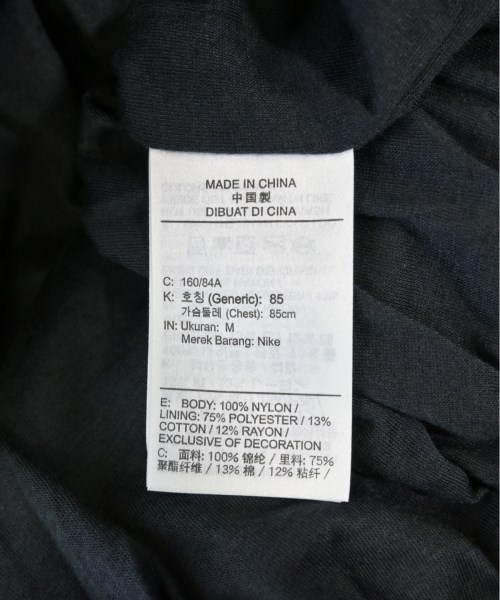 MADE IN CHINA
中国製
DIBUAT DI CINA
C: 160/84A
K: 호칭 (Generic): 85
가슴둘레 (Chest): 85cm
IN: Ukuran: M
Merek Barang: Nike
E: BODY: 100% NYLON /
LINING: 75% POLYESTER / 13%
COTTON / 12% RAYON /
EXCLUSIVE OF DECORATION
C: 面料: 100% 锦纶 / 里料: 75%
聚酯纤维 / 13% 棉 / 12% 粘纤 /